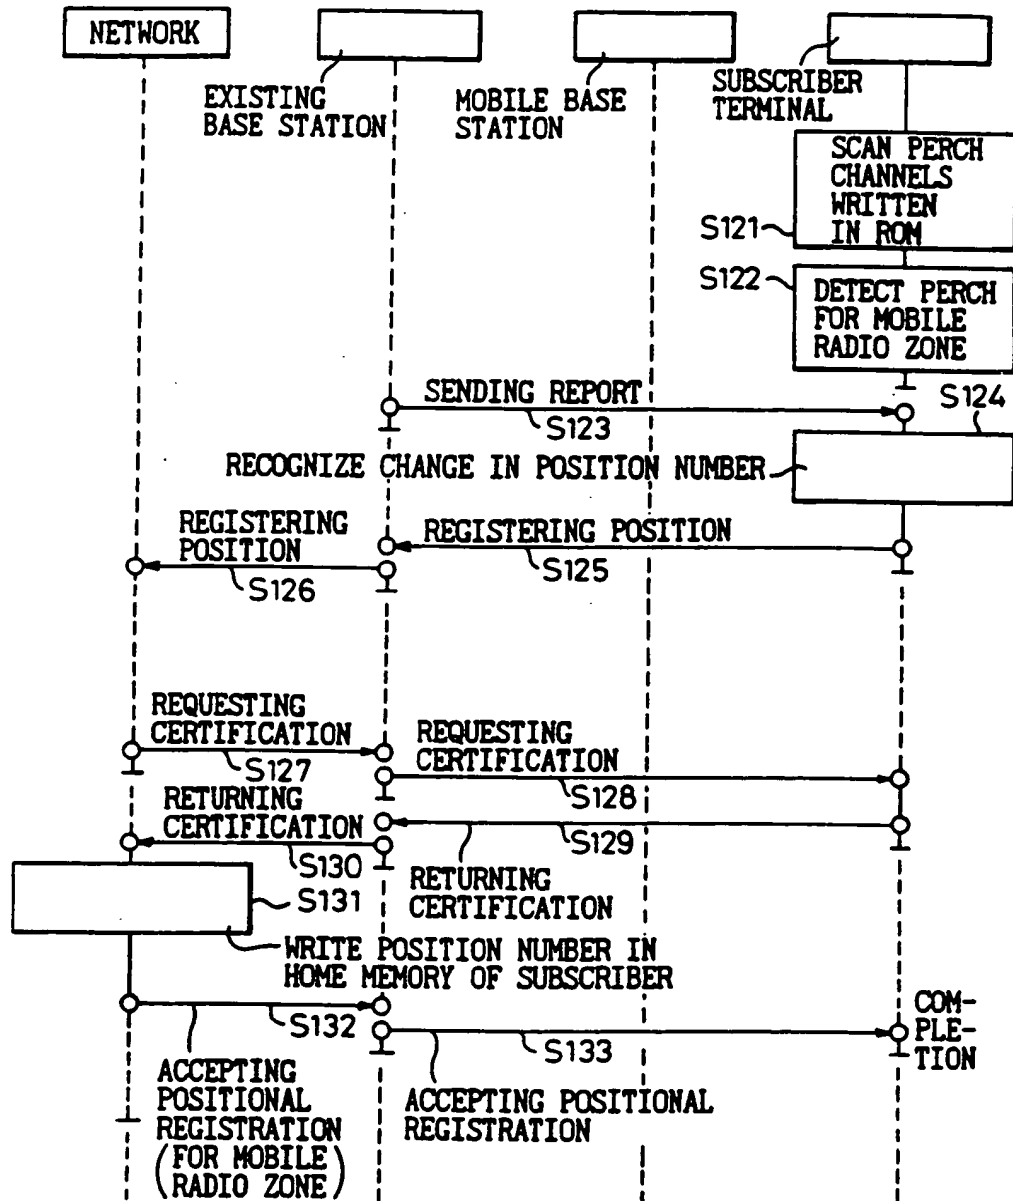 NETWORK
EXISTING
BASE STATION
MOBILE BASE
STATION
SUBSCRIBER
TERMINAL
SCAN PERCH
CHANNELS
WRITTEN
IN ROM
S121
S122
DETECT PERCH
FOR MOBILE
RADIO ZONE
SENDING REPORT
S123
S124
RECOGNIZE CHANGE IN POSITION NUMBER
REGISTERING
POSITION
REGISTERING POSITION
S125
S126
REQUESTING
CERTIFICATION
S127
REQUESTING
CERTIFICATION
S128
RETURNING
CERTIFICATION
S129
S130
RETURNING
CERTIFICATION
S131
WRITE POSITION NUMBER IN
HOME MEMORY OF SUBSCRIBER
S132
S133
COM-
PLE-
TION
ACCEPTING
POSITIONAL
REGISTRATION
(FOR MOBILE
RADIO ZONE)
ACCEPTING POSITIONAL
REGISTRATION